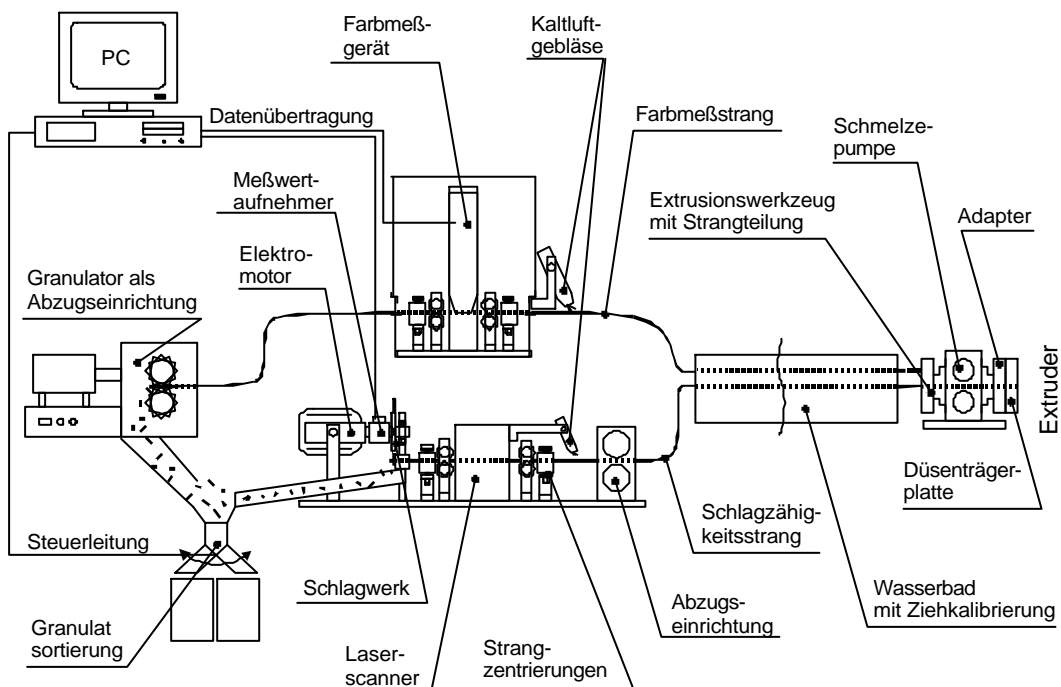 PC
Farbmeß-
gerät
Kaltluft-
gebläse
Datenübertragung
Farbmeßstrang
Schmelze-
pumpe
Meßwert-
aufnehmer
Extrusionswerkzeug
mit Strangteilung
Adapter
Elektro-
motor
Granulator als
Abzugseinrichtung
Extruder
Düsenträger-
platte
Schlagzähig-
keitsstrang
Steuerleitung
Schlagwerk
Abzugs-
einrichtung
Wasserbad
mit Ziehkalibrierung
Granulat
sortierung
Laser-
scanner
Strang-
zentrierungen